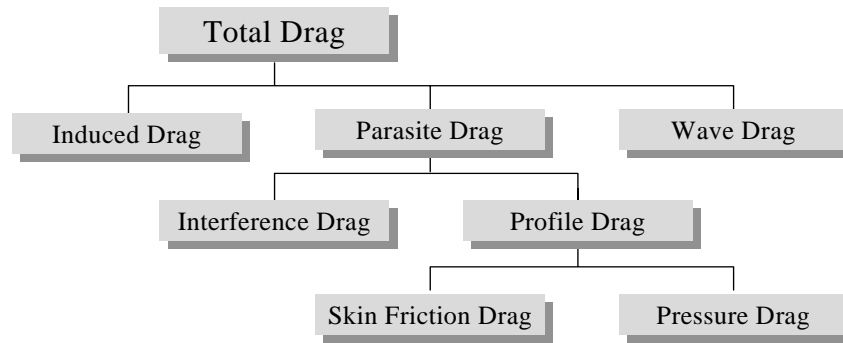 Total Drag
Induced Drag
Parasite Drag
Wave Drag
Interference Drag
Profile Drag
Skin Friction Drag
Pressure Drag